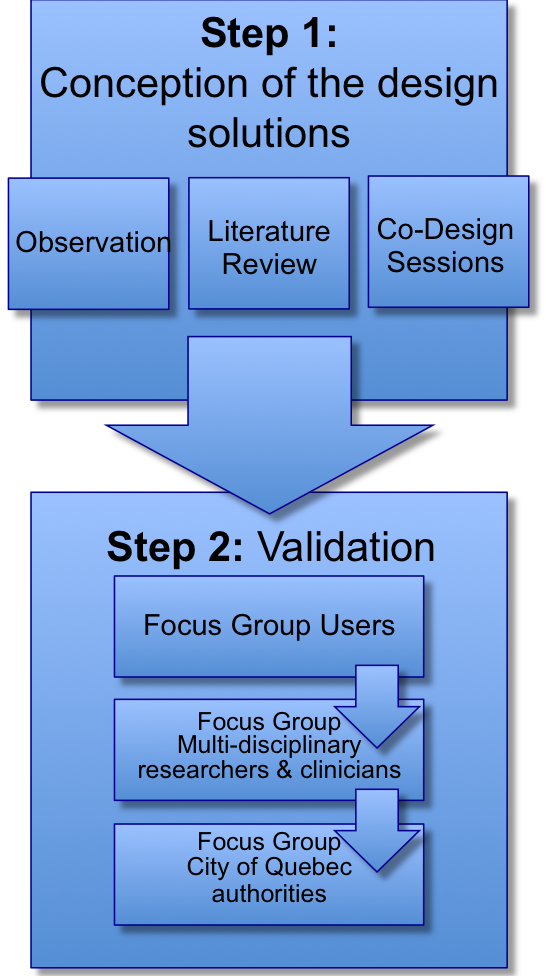 Step 1:
Conception of the design
solutions
Observation
Literature
Review
Co-Design
Sessions
Step 2: Validation
Focus Group Users
Focus Group
Multi-disciplinary
researchers & clinicians
Focus Group
City of Quebec
authorities